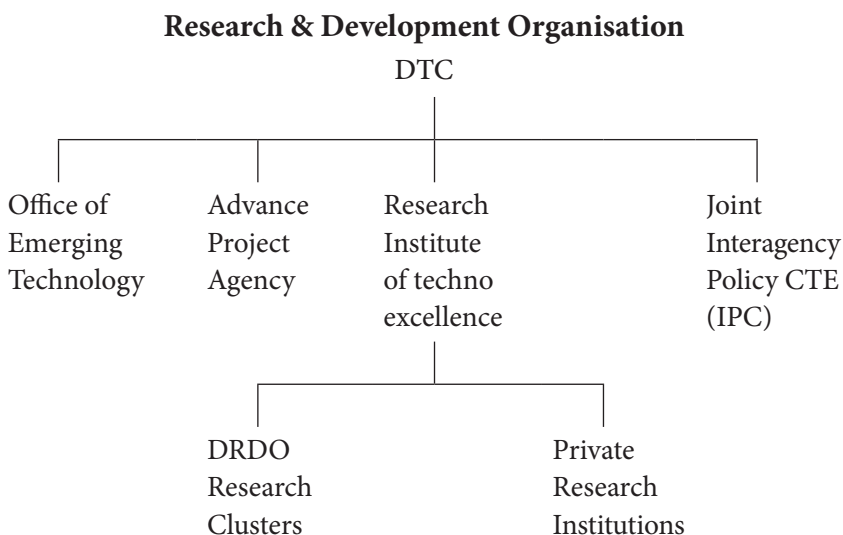 Research & Development Organisation
DTC
Office of
Emerging
Technology
Advance
Project
Agency
Research
Institute
of techno
excellence
Joint
Interagency
Policy CTE
(IPC)
DRDO
Research
Clusters
Private
Research
Institutions